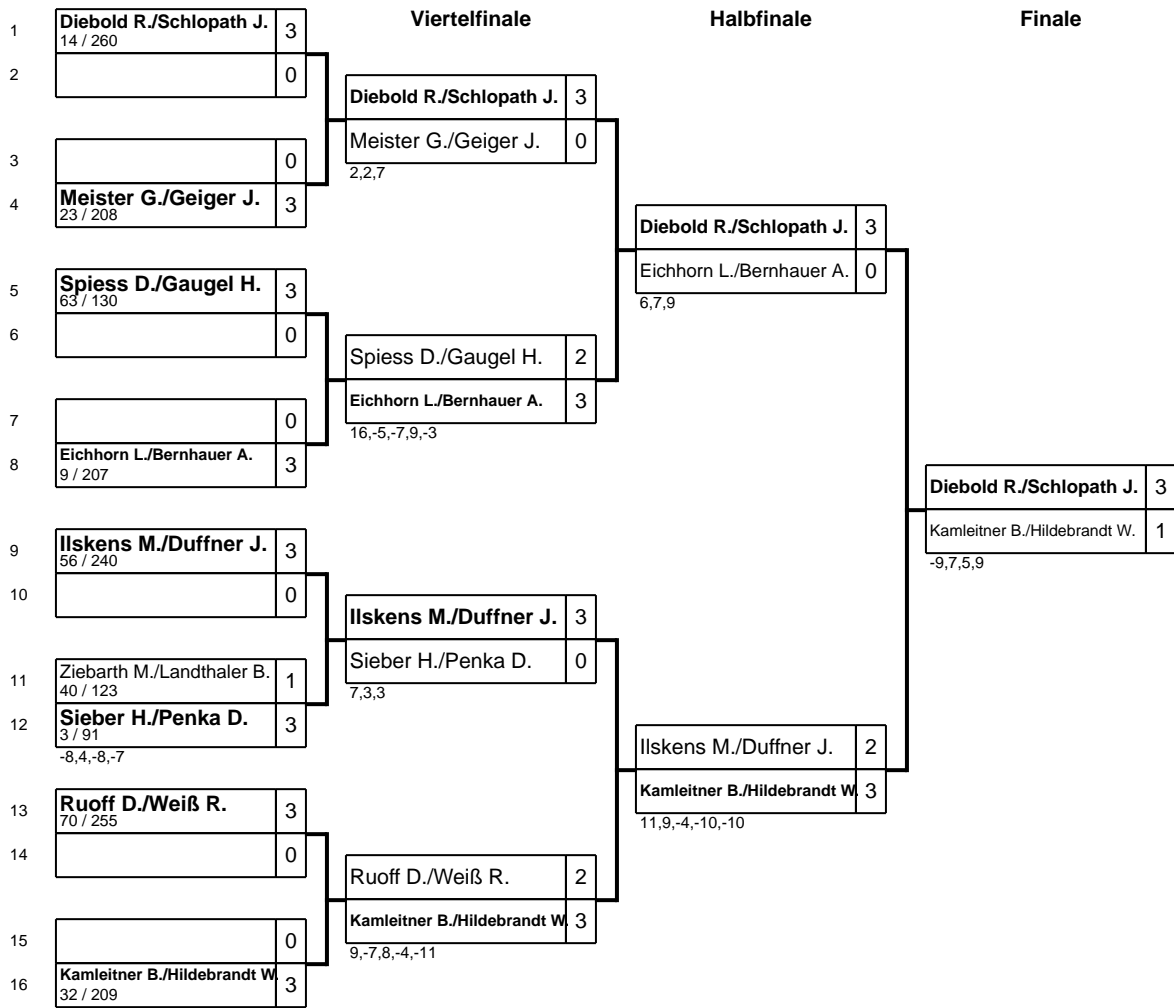 Viertelfinale Halbfinale Finale
1 Diebold R./Schlopath J. 3
14 / 260
2 0
3 0
4 Meister G./Geiger J. 3
23 / 208
5 Spiess D./Gaugel H. 3
63 / 130
6 0
7 0
8 Eichhorn L./Bernhauer A. 3
9 / 207
9 Ilskens M./Duffner J. 3
56 / 240
10 0
11 Ziebarth M./Landthaler B. 1
40 / 123
12 Sieber H./Penka D. 3
3 / 91
-8,4,-8,-7
13 Ruoff D./Weiß R. 3
70 / 255
14 0
15 0
16 Kamleitner B./Hildebrandt W. 3
32 / 209
Diebold R./Schlopath J. 3
Meister G./Geiger J. 0
2,2,7
Spiess D./Gaugel H. 2
Eichhorn L./Bernhauer A. 3
16,-5,-7,9,-3
Ilskens M./Duffner J. 3
Sieber H./Penka D. 0
7,3,3
Ruoff D./Weiß R. 2
Kamleitner B./Hildebrandt W. 3
9,-7,8,-4,-11
Diebold R./Schlopath J. 3
Eichhorn L./Bernhauer A. 0
6,7,9
Ilskens M./Duffner J. 2
Kamleitner B./Hildebrandt W. 3
11,9,-4,-10,-10
Diebold R./Schlopath J. 3
Kamleitner B./Hildebrandt W. 1
-9,7,5,9